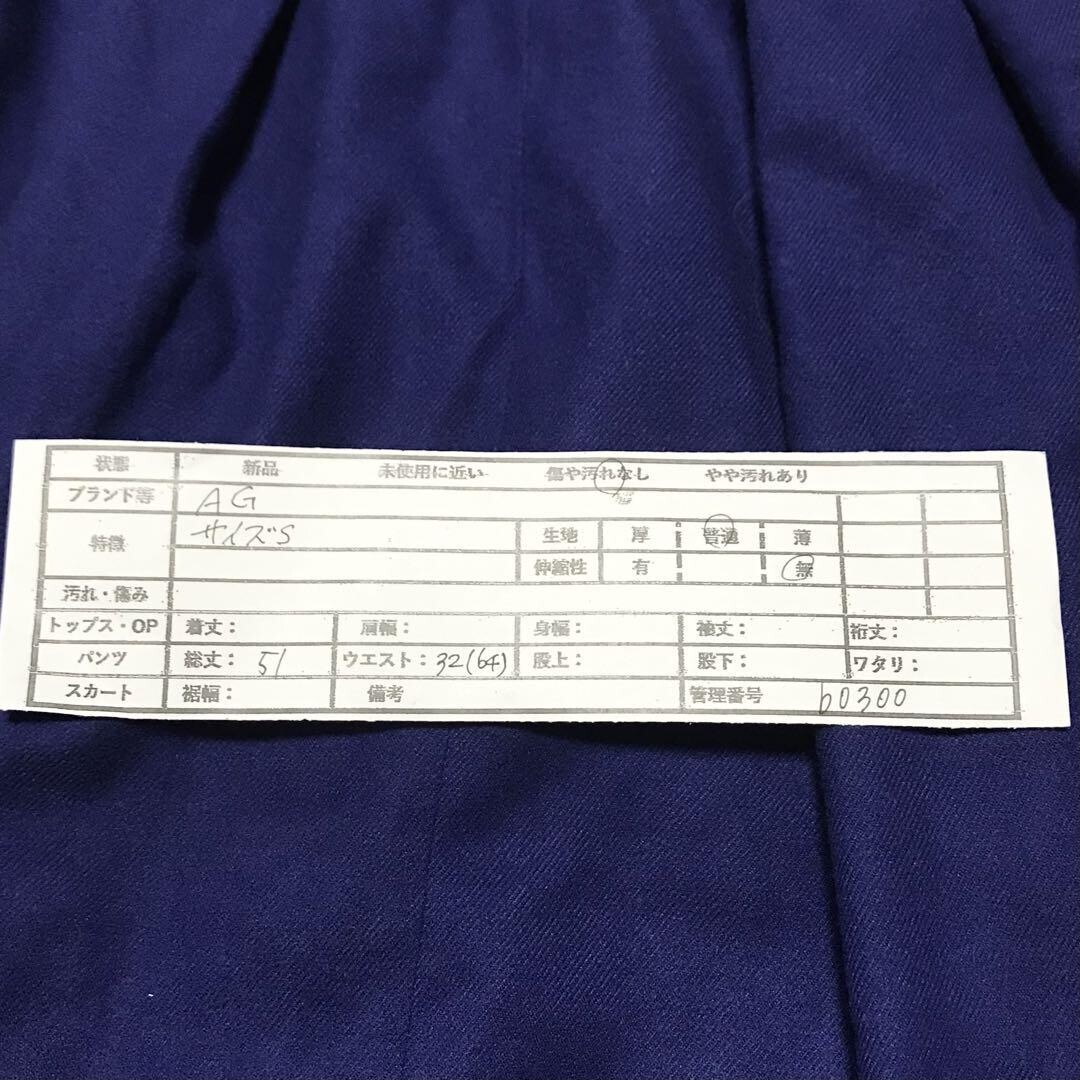 状態 新品 未使用に近い 傷や汚れなし やや汚れあり
ブランド等 AG
特徴 サイズS 生地 厚 普通 薄
伸縮性 有 無
汚れ・傷み
トップス・OP 着丈： 肩幅： 身幅： 袖丈： 裄丈：
パンツ 総丈： 51 ウエスト： 32(64) 股上： 股下： ワタリ：
スカート 裾幅： 備考 管理番号 b0300